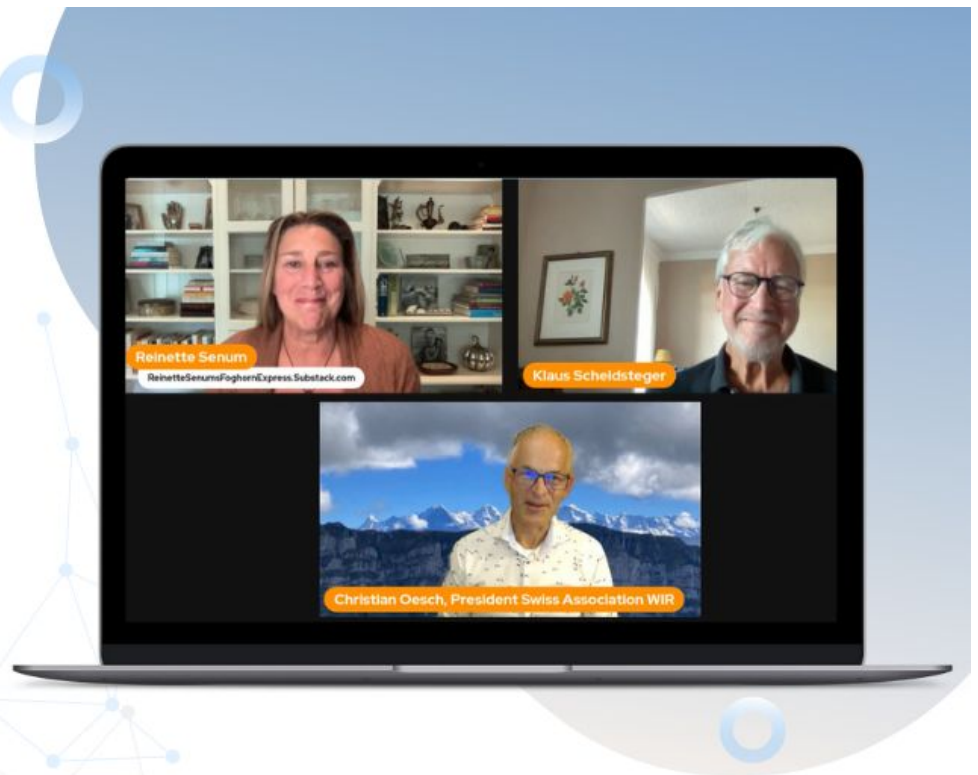 Reinette Senum
ReinetteSenumsFoghornExpress.Substack.com
Klaus Scheidsteger
Christian Oesch, President Swiss Association WIR